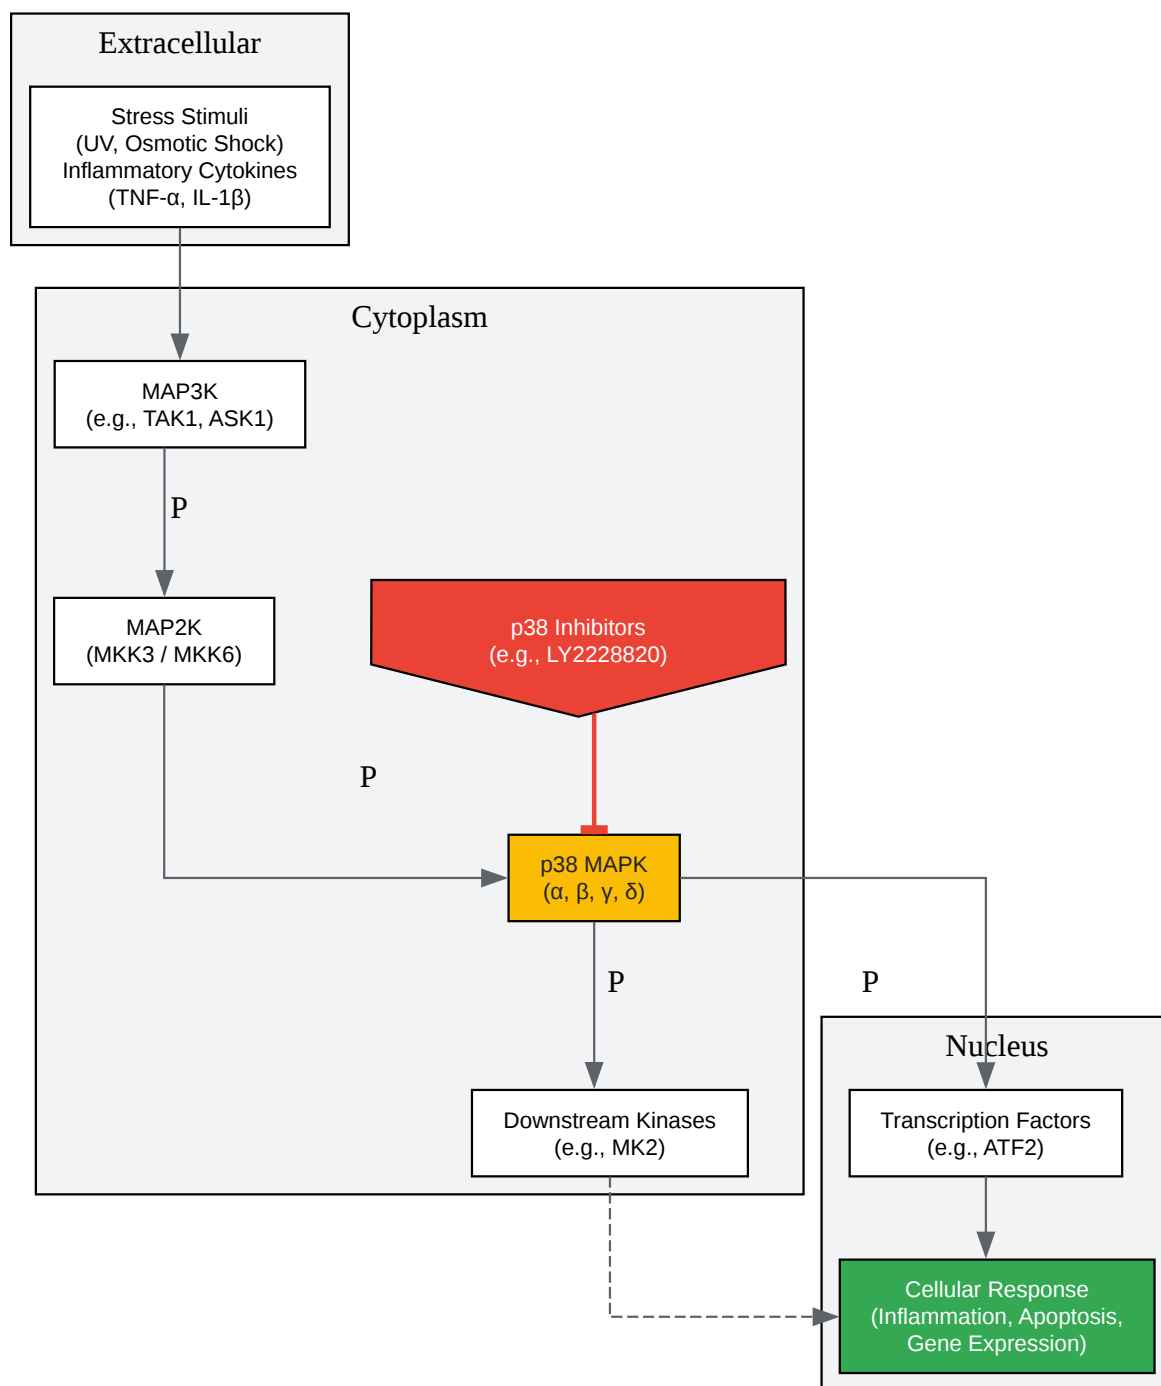 Extracellular
Stress Stimuli
(UV, Osmotic Shock)
Inflammatory Cytokines
(TNF-α, IL-1β)
Cytoplasm
MAP3K
(e.g., TAK1, ASK1)
P
MAP2K
(MKK3 / MKK6)
p38 Inhibitors
(e.g., LY2228820)
P
p38 MAPK
(α, β, γ, δ)
P
P
Nucleus
Downstream Kinases
(e.g., MK2)
Transcription Factors
(e.g., ATF2)
Cellular Response
(Inflammation, Apoptosis,
Gene Expression)